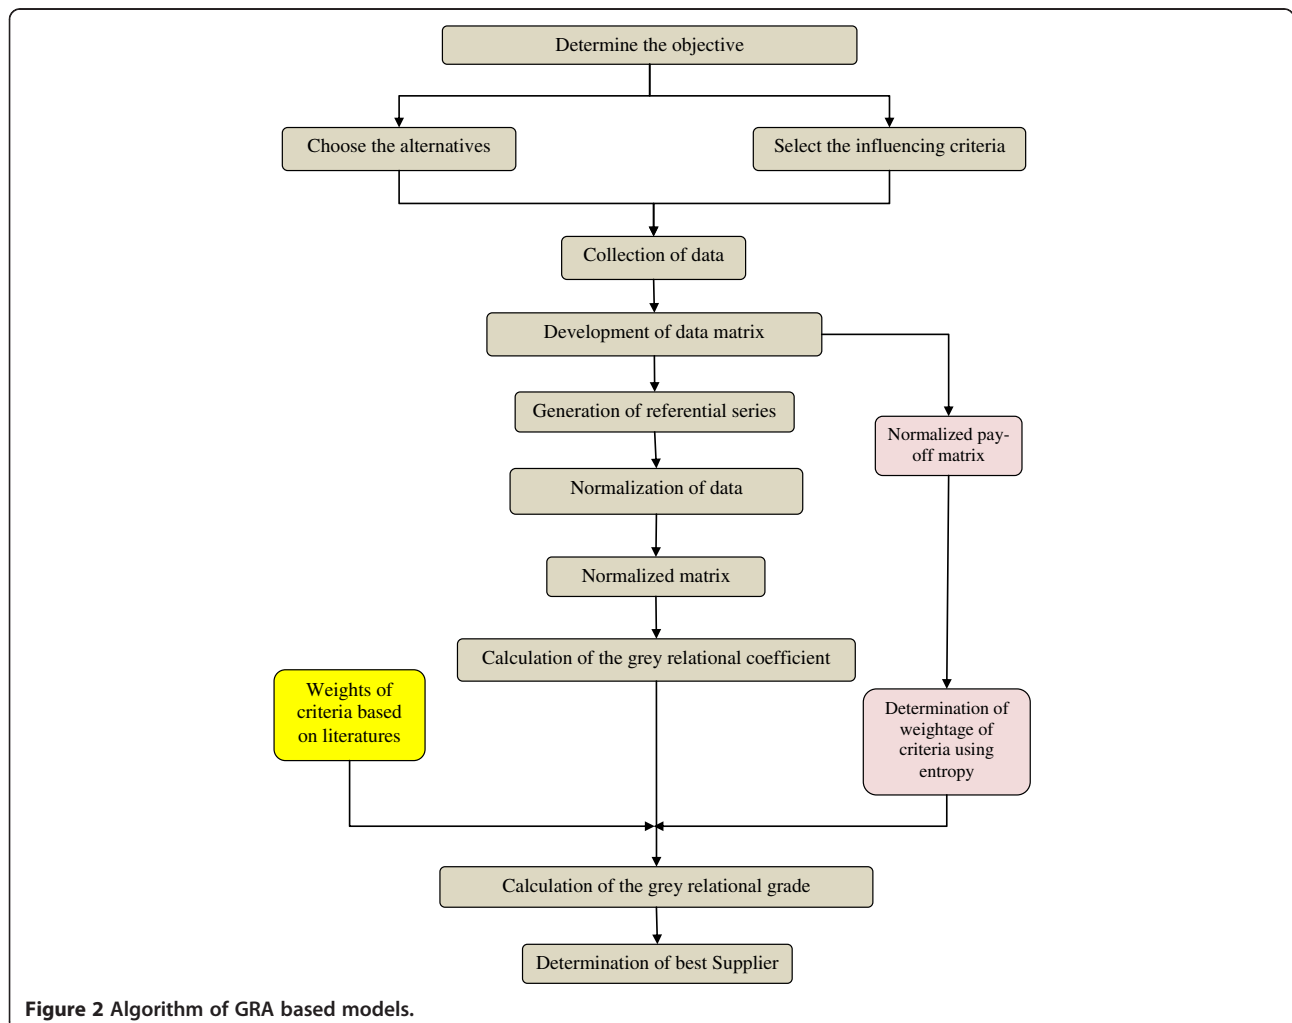 Determine the objective
Choose the alternatives
Select the influencing criteria
Collection of data
Development of data matrix
Generation of referential series
Normalized pay-
off matrix
Normalization of data
Normalized matrix
Calculation of the grey relational coefficient
Weights of
criteria based
on literatures
Determination of
weightage of
criteria using
entropy
Calculation of the grey relational grade
Determination of best Supplier
Figure 2 Algorithm of GRA based models.